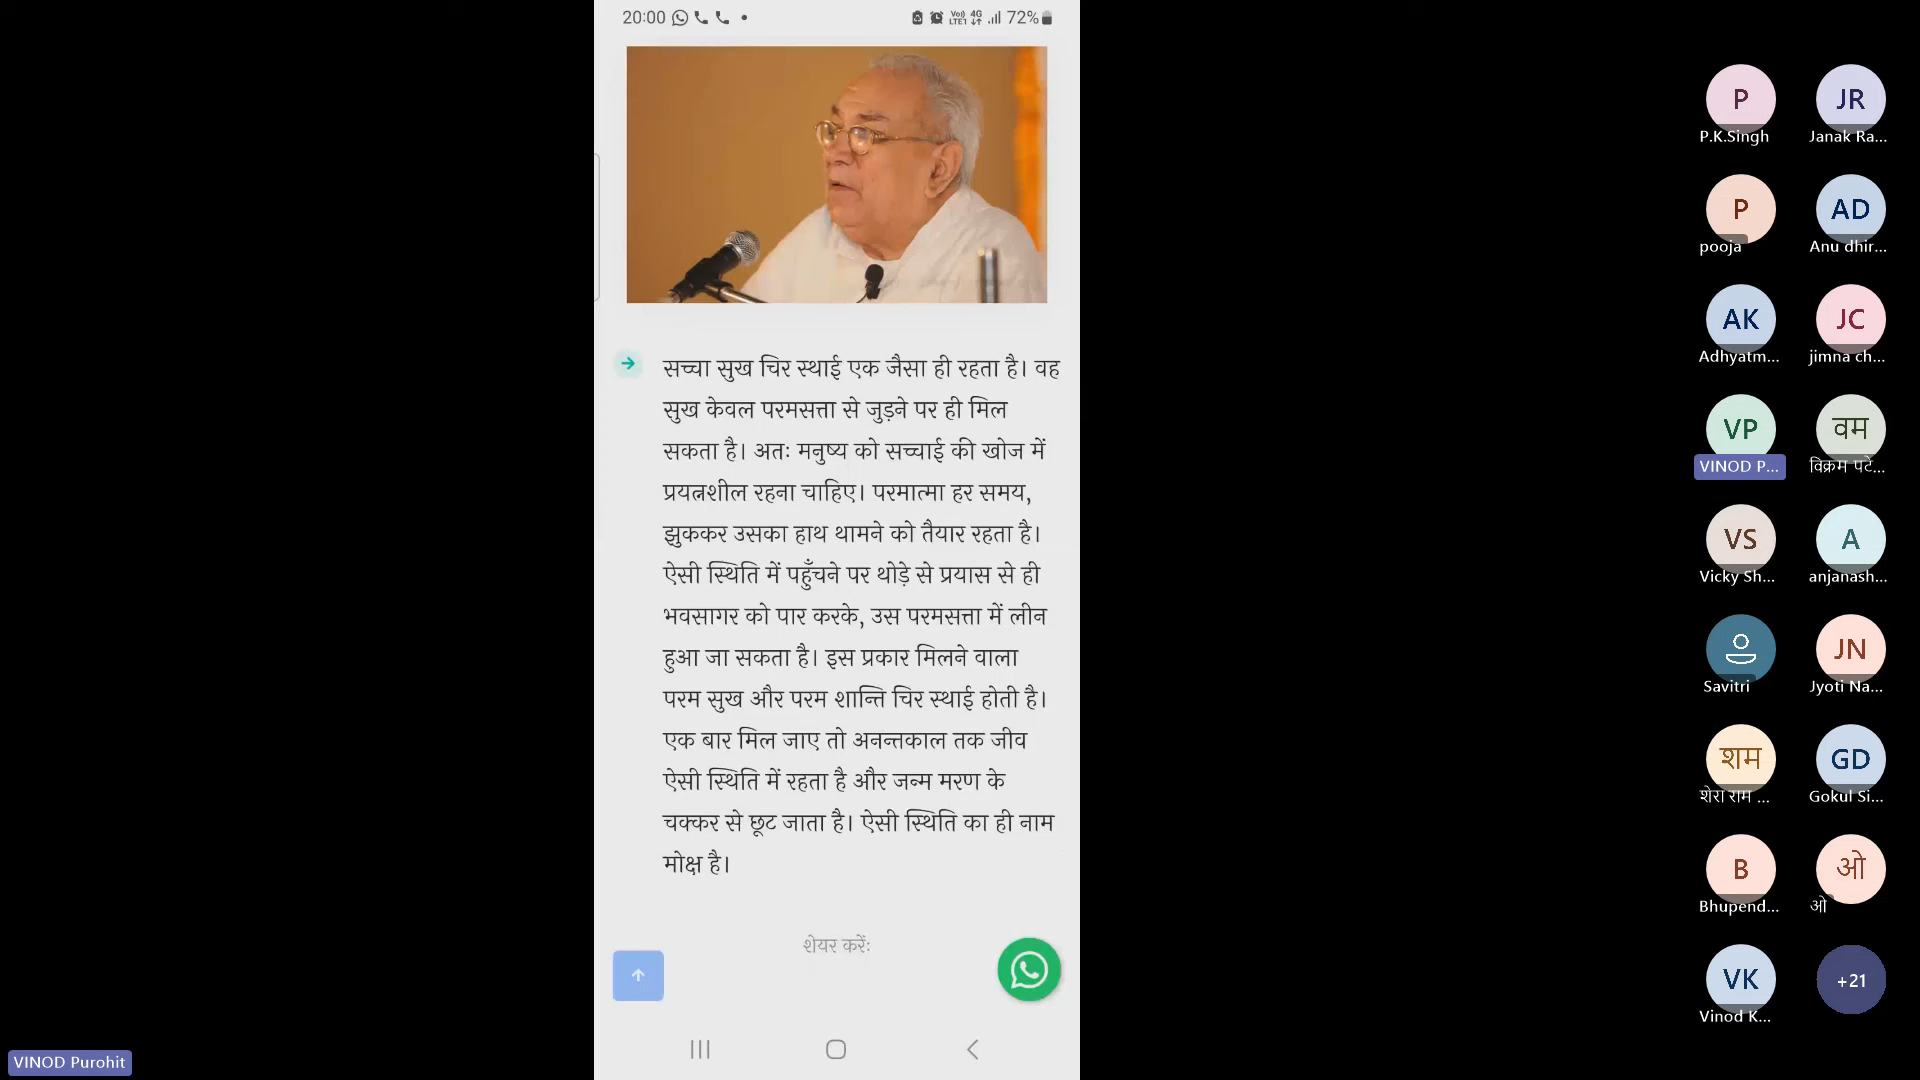 20:00
Vo)) 4G
LTE1
72%
सच्चा सुख चिर स्थाई एक जैसा ही रहता है। वह
सुख केवल परमसत्ता से जुड़ने पर ही मिल
सकता है। अतः मनुष्य को सच्चाई की खोज में
प्रयत्नशील रहना चाहिए। परमात्मा हर समय,
झुककर उसका हाथ थामने को तैयार रहता है।
ऐसी स्थिति में पहुँचने पर थोड़े से प्रयास से ही
भवसागर को पार करके, उस परमसत्ता में लीन
हुआ जा सकता है। इस प्रकार मिलने वाला
परम सुख और परम शान्ति चिर स्थाई होती है।
एक बार मिल जाए तो अनन्तकाल तक जीव
ऐसी स्थिति में रहता है और जन्म मरण के
चक्कर से छूट जाता है। ऐसी स्थिति का ही नाम
मोक्ष है।
शेयर करें:
VINOD Purohit
P JR
P.K.Singh Janak Ra...
P AD
pooja Anu dhir...
AK JC
Adhyatm... jimna ch...
VP वम
VINOD P... विक्रम पटे...
VS A
Vicky Sh... anjanash...
JN
Savitri Jyoti Na...
शम GD
शेरा राम ... Gokul Si...
B ओ
Bhupend... ओ
VK +21
Vinod K...